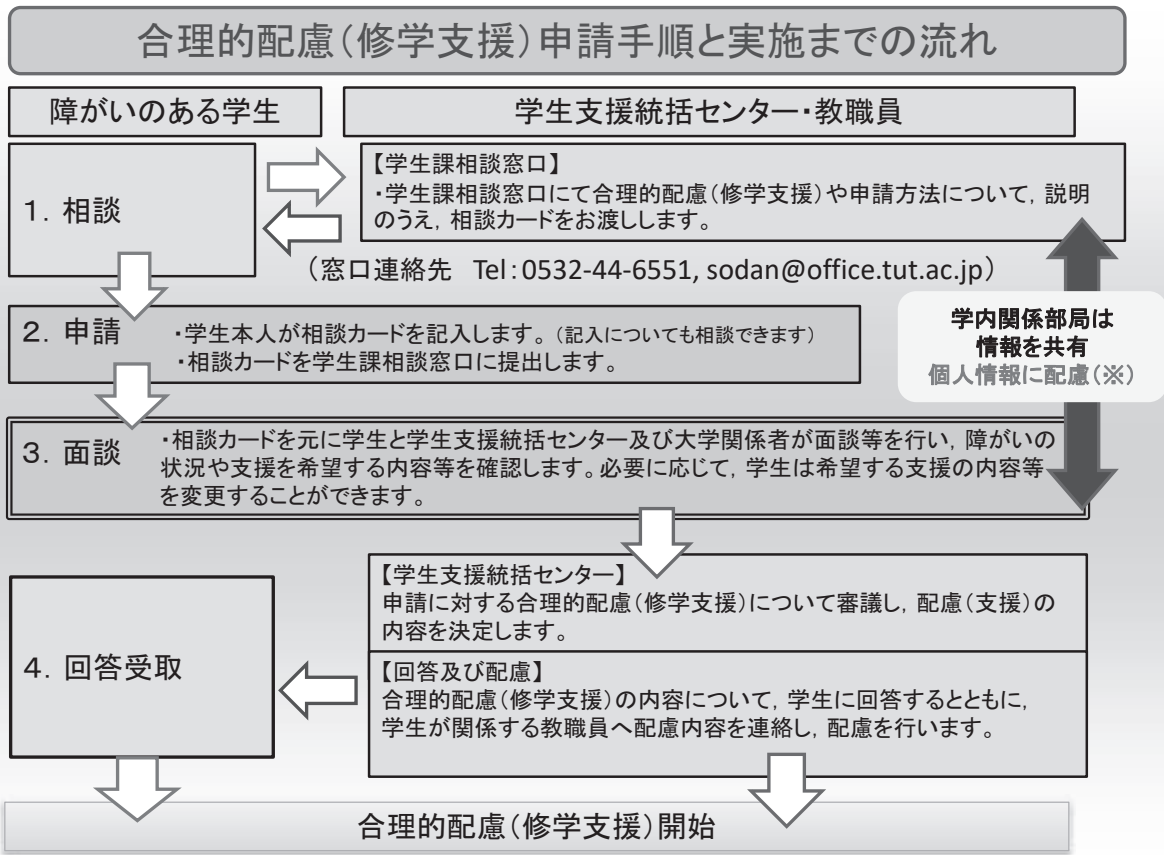 合理的配慮(修学支援)申請手順と実施までの流れ
障がいのある学生
学生支援統括センター・教職員
1. 相談
【学生課相談窓口】
・学生課相談窓口にて合理的配慮(修学支援)や申請方法について, 説明
のうえ, 相談カードをお渡しします。
(窓口連絡先 Tel:0532-44-6551, sodan@office.tut.ac.jp)
2. 申請
・学生本人が相談カードを記入します。(記入についても相談できます)
・相談カードを学生課相談窓口に提出します。
学内関係部局は
情報を共有
個人情報に配慮(※)
3. 面談
・相談カードを元に学生と学生支援統括センター及び大学関係者が面談等を行い, 障がいの
状況や支援を希望する内容等を確認します。必要に応じて, 学生は希望する支援の内容等
を変更することができます。
【学生支援統括センター】
申請に対する合理的配慮(修学支援)について審議し, 配慮(支援)の
内容を決定します。
4. 回答受取
【回答及び配慮】
合理的配慮(修学支援)の内容について, 学生に回答するとともに,
学生が関係する教職員へ配慮内容を連絡し, 配慮を行います。
合理的配慮(修学支援)開始